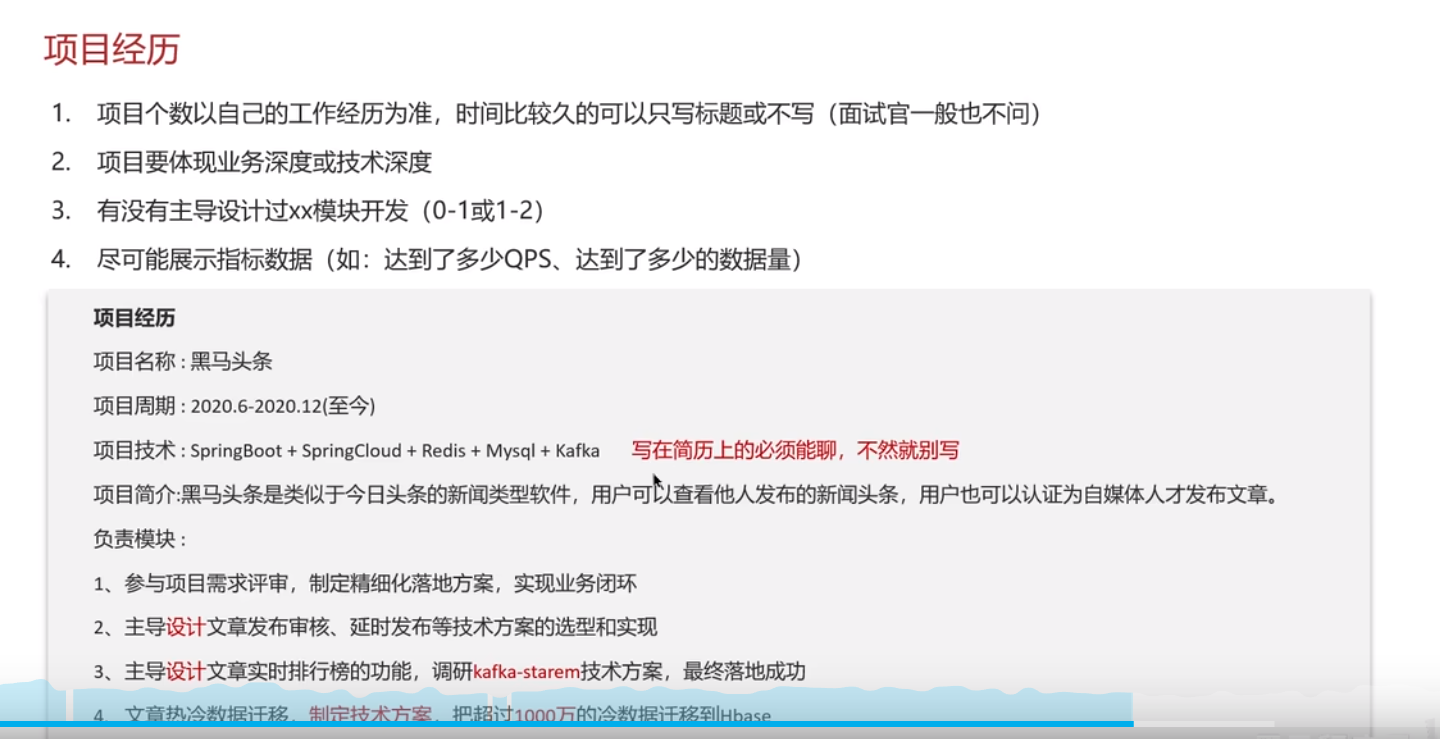 项目经历
1. 项目个数以自己的工作经历为准，时间比较久的可以只写标题或不写（面试官一般也不问）
2. 项目要体现业务深度或技术深度
3. 有没有主导设计过xx模块开发（0-1或1-2）
4. 尽可能展示指标数据（如：达到了多少QPS、达到了多少的数据量）
项目经历
项目名称 : 黑马头条
项目周期 : 2020.6-2020.12(至今)
项目技术 : SpringBoot + SpringCloud + Redis + Mysql + Kafka 写在简历上的必须能聊，不然就别写
项目简介:黑马头条是类似于今日头条的新闻类型软件，用户可以查看他人发布的新闻头条，用户也可以认证为自媒体人才发布文章。
负责模块 :
1、参与项目需求评审，制定精细化落地方案，实现业务闭环
2、主导设计文章发布审核、延时发布等技术方案的选型和实现
3、主导设计文章实时排行榜的功能，调研kafka-starem技术方案，最终落地成功
4、文章热冷数据迁移，制定技术方案，把超过1000万的冷数据迁移到Hbase